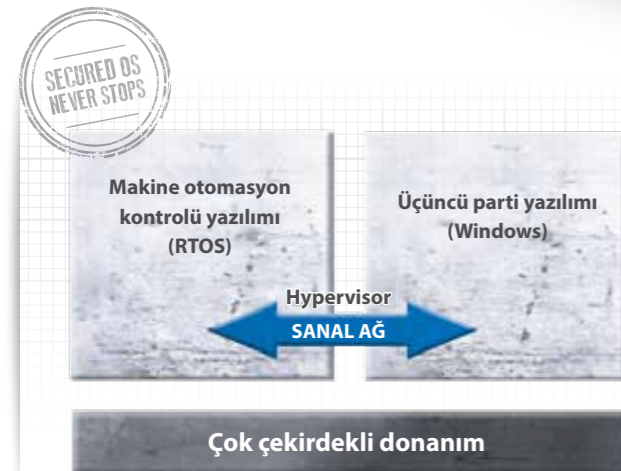 SECURED OS
NEVER STOPS
Makine otomasyon
kontrolü yazılımı
(RTOS)
Üçüncü parti yazılımı
(Windows)
Hypervisor
SANAL AĞ
Çok çekirdekli donanım